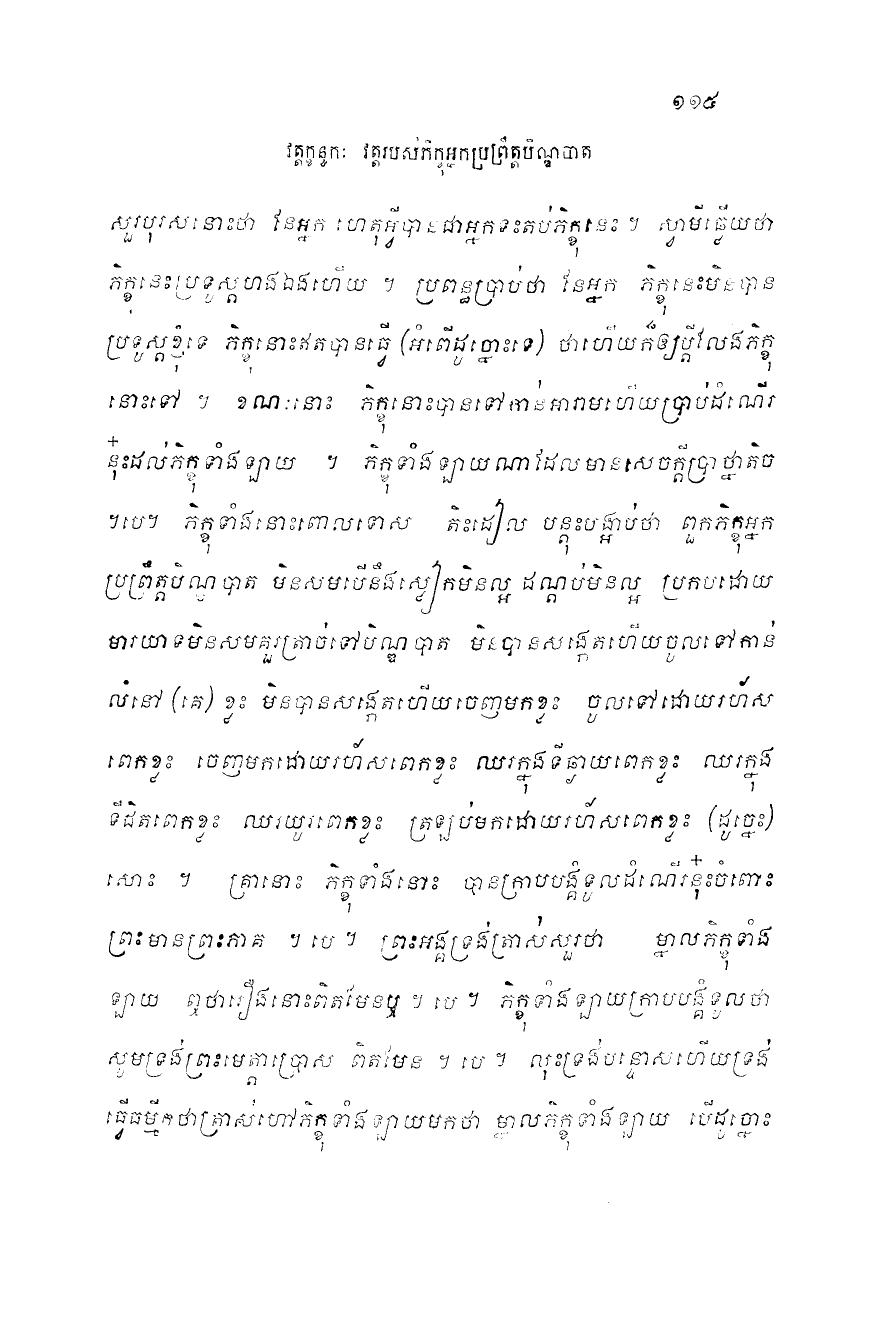 ១១៥
វត្តក្ខន្ធកៈ វត្តរបស់ភិក្ខុអ្នកប្រព្រឹត្តបិណ្ឌបាត
សួរបុរសនោះថា នែអ្នក ហេតុអ្វីបានជាអ្នកទះតប់ភិក្ខុនេះ ។ ស្វាមីឆ្លើយថា
ភិក្ខុនេះប្រទូស្តហងឯងហើយ ។ ប្រពន្ធប្រាប់ថា នែអ្នក ភិក្ខុនេះមិនបាន
ប្រទូស្តខ្ញុំទេ ភិក្ខុនោះឥតបានធ្វើ (អំពើដូច្នោះទេ) ថាហើយក៏ឲ្យប្តីលែងភិក្ខុ
នោះទៅ ។ ខណៈនោះ ភិក្ខុនោះបានទៅកាន់អារាមហើយប្រាប់ដំណើរ
នុ៎ះដល់ភិក្ខុទាំងឡាយ ។ ភិក្ខុទាំងឡាយណាដែលមានសេចក្តីប្រាថ្នាតិច
។បេ។ ភិក្ខុទាំងនោះពោលទោស តិះដៀល បន្តុះបង្អាប់ថា ពួកភិក្ខុអ្នក
ប្រព្រឹត្តបិណ្ឌបាត មិនសមបើនឹងស្លៀកមិនល្អ ដណ្តប់មិនល្អ ប្រកបដោយ
មារយាទមិនសមគួរត្រាច់ទៅបិណ្ឌបាត មិនបានសង្កេតហើយចូលទៅកាន់
លំនៅ (គេ) ខ្លះ មិនបានសង្កេតហើយចេញមកខ្លះ ចូលទៅដោយរហ័ស
ពេកខ្លះ ចេញមកដោយរហ័សពេកខ្លះ ឈរក្នុងទីឆ្ងាយពេកខ្លះ ឈរក្នុង
ទីជិតពេកខ្លះ ឈរយូរពេកខ្លះ ត្រឡប់មកដោយរហ័សពេកខ្លះ (ដូច្នេះ)
សោះ ។ គ្រានោះ ភិក្ខុទាំងនោះ បានក្រាបបង្គំទូលដំណើរនុ៎ះចំពោះ
ព្រះមានព្រះភាគ ។ បេ ។ ព្រះអង្គទ្រង់ត្រាស់សួរថា ម្នាលភិក្ខុទាំង
ឡាយ ឮថារឿងនោះពិតមែនឬ ។ បេ ។ ភិក្ខុទាំងឡាយក្រាបបង្គំទូលថា
សូមទ្រង់ព្រះមេត្តាប្រោស ពិតមែន ។ បេ ។ លុះទ្រង់បន្ទោសហើយទ្រង់
ធ្វើធម្មីកថាត្រាស់ហៅភិក្ខុទាំងឡាយមកថា ម្នាលភិក្ខុទាំងឡាយ បើដូច្នោះ